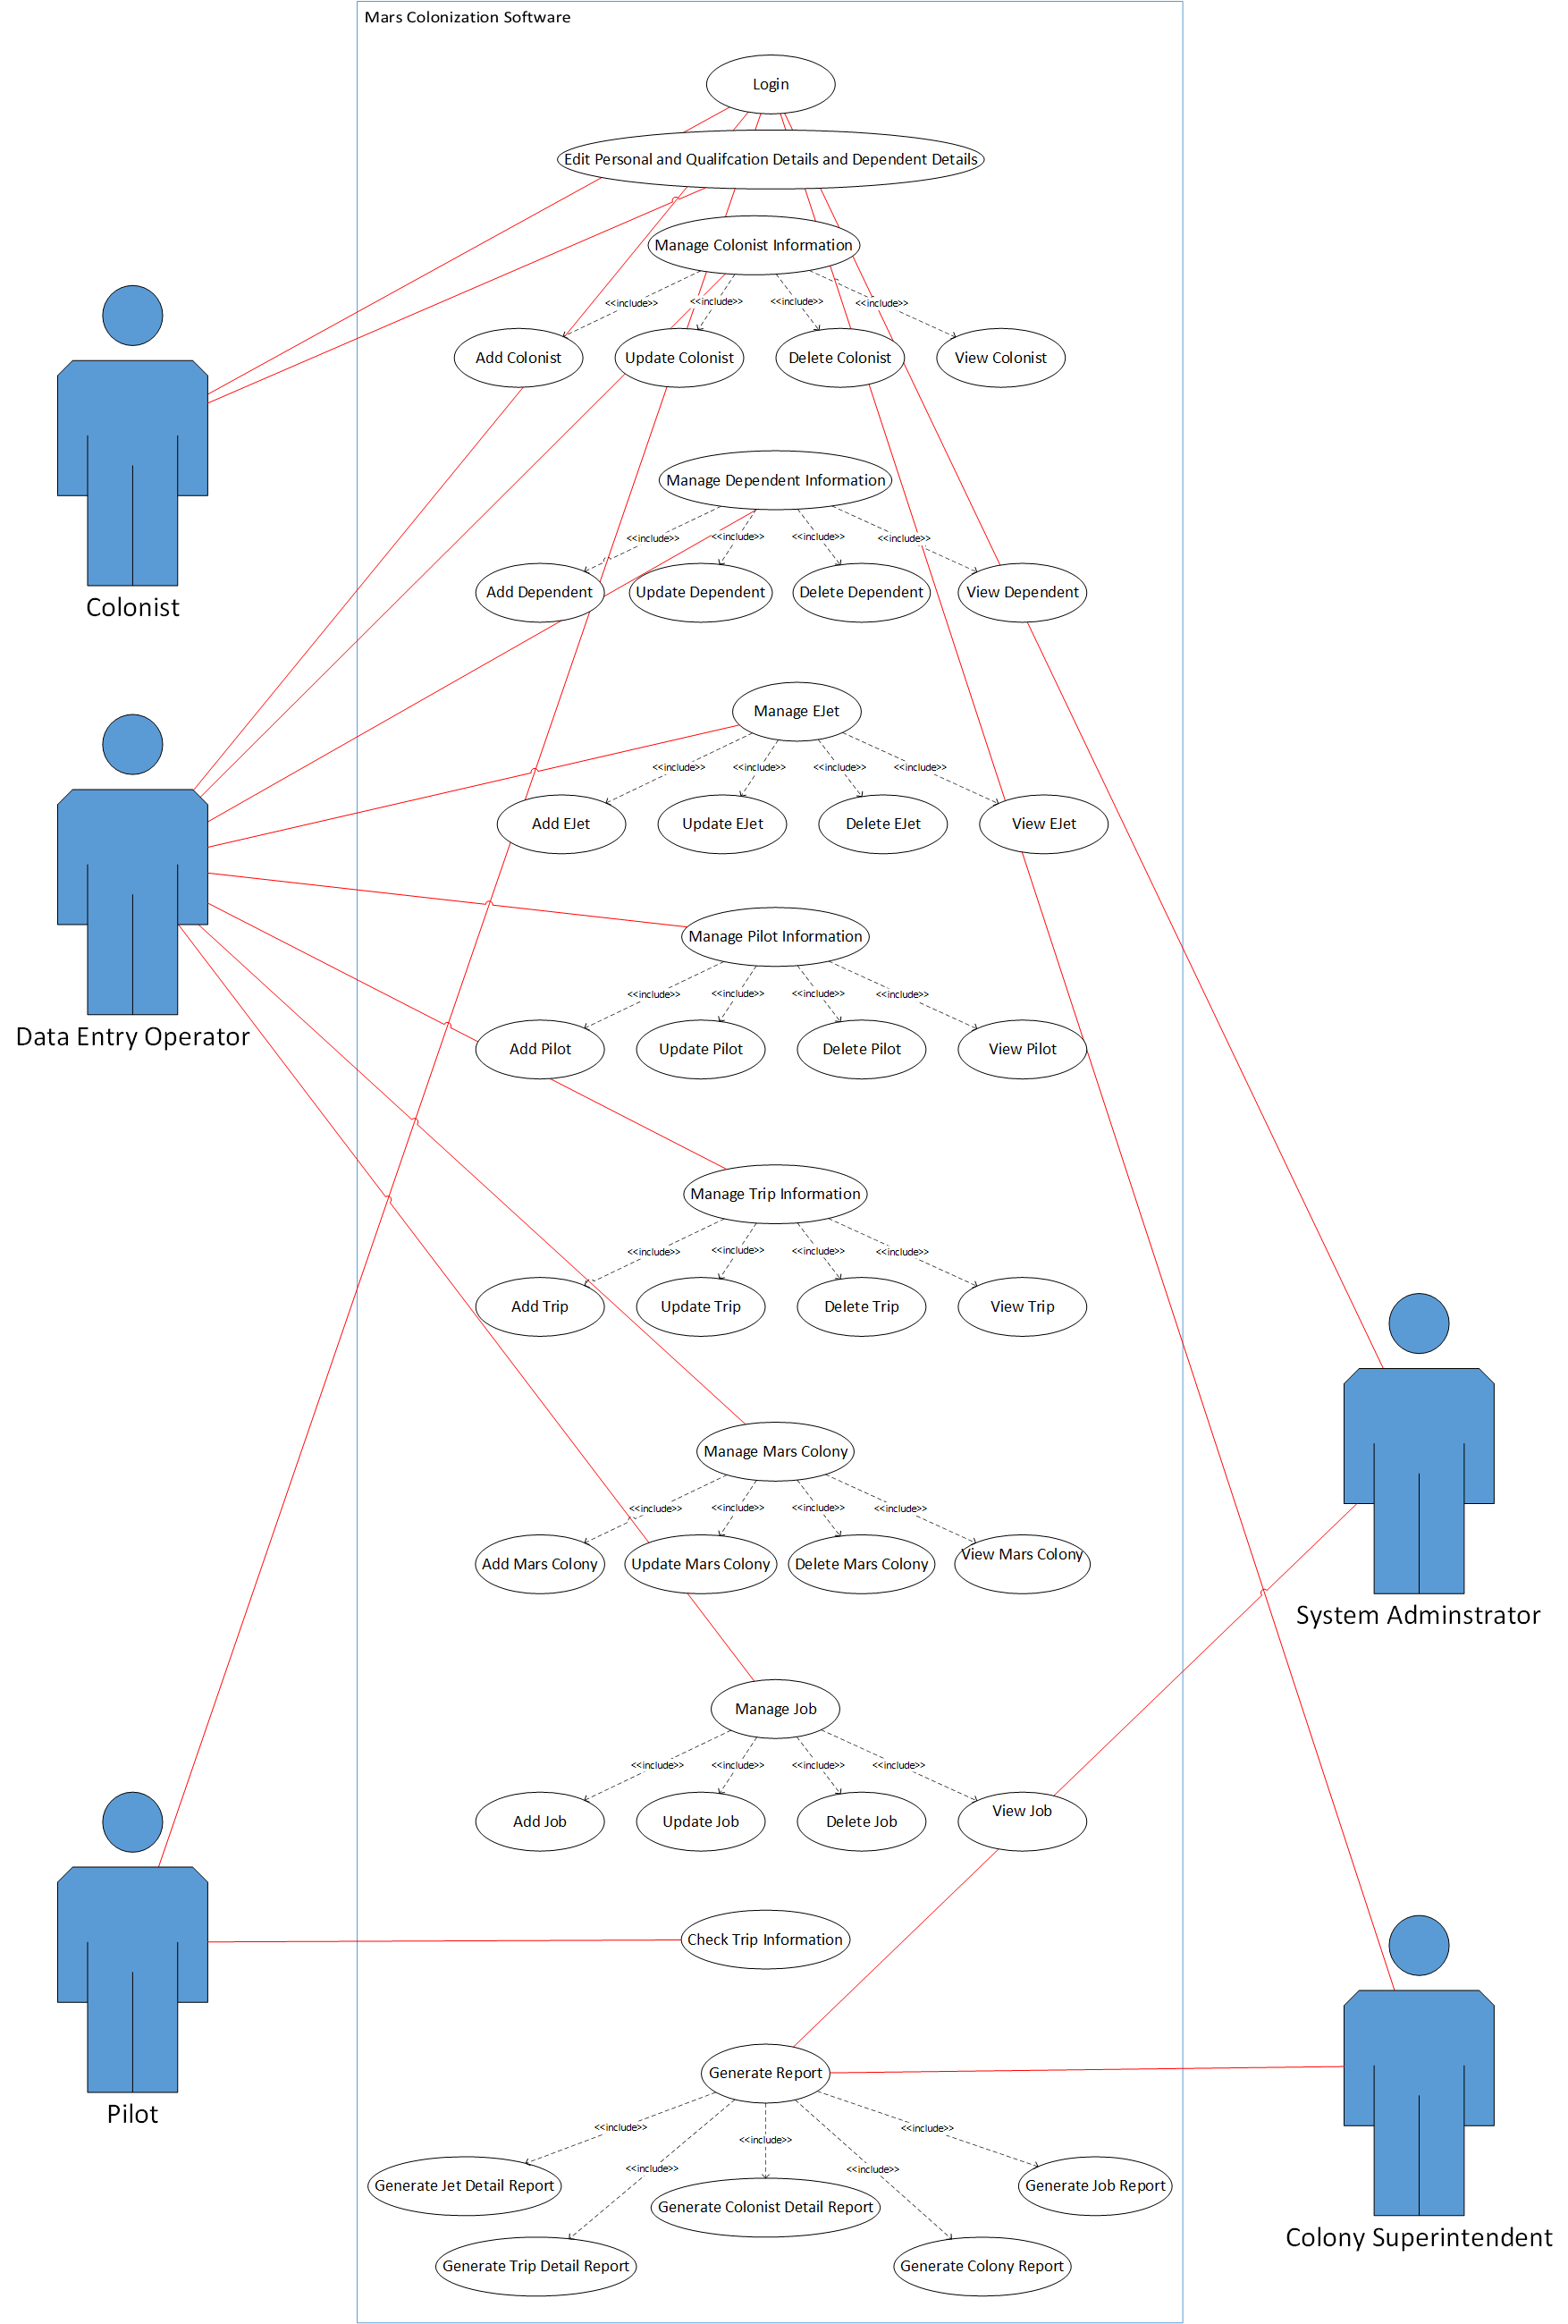 Mars Colonization Software
Login
Edit Personal and Qualifcation Details and Dependent Details
Manage Colonist Information
<<include>> <<include>> <<include>> <<include>>
Add Colonist Update Colonist Delete Colonist View Colonist
Manage Dependent Information
<<include>> <<include>> <<include>> <<include>>
Add Dependent Update Dependent Delete Dependent View Dependent
Colonist
Manage EJet
<<include>> <<include>> <<include>> <<include>>
Add EJet Update EJet Delete EJet View EJet
Manage Pilot Information
<<include>> <<include>> <<include>> <<include>>
Data Entry Operator
Add Pilot Update Pilot Delete Pilot View Pilot
Manage Trip Information
<<include>> <<include>> <<include>> <<include>>
Add Trip Update Trip Delete Trip View Trip
Manage Mars Colony
<<include>> <<include>> <<include>> <<include>>
Add Mars Colony Update Mars Colony Delete Mars Colony View Mars Colony
System Adminstrator
Manage Job
<<include>> <<include>> <<include>> <<include>>
Add Job Update Job Delete Job View Job
Check Trip Information
Generate Report
Pilot
<<include>> <<include>> <<include>> <<include>> <<include>>
Generate Jet Detail Report Generate Colonist Detail Report Generate Job Report
Colony Superintendent
Generate Trip Detail Report Generate Colony Report